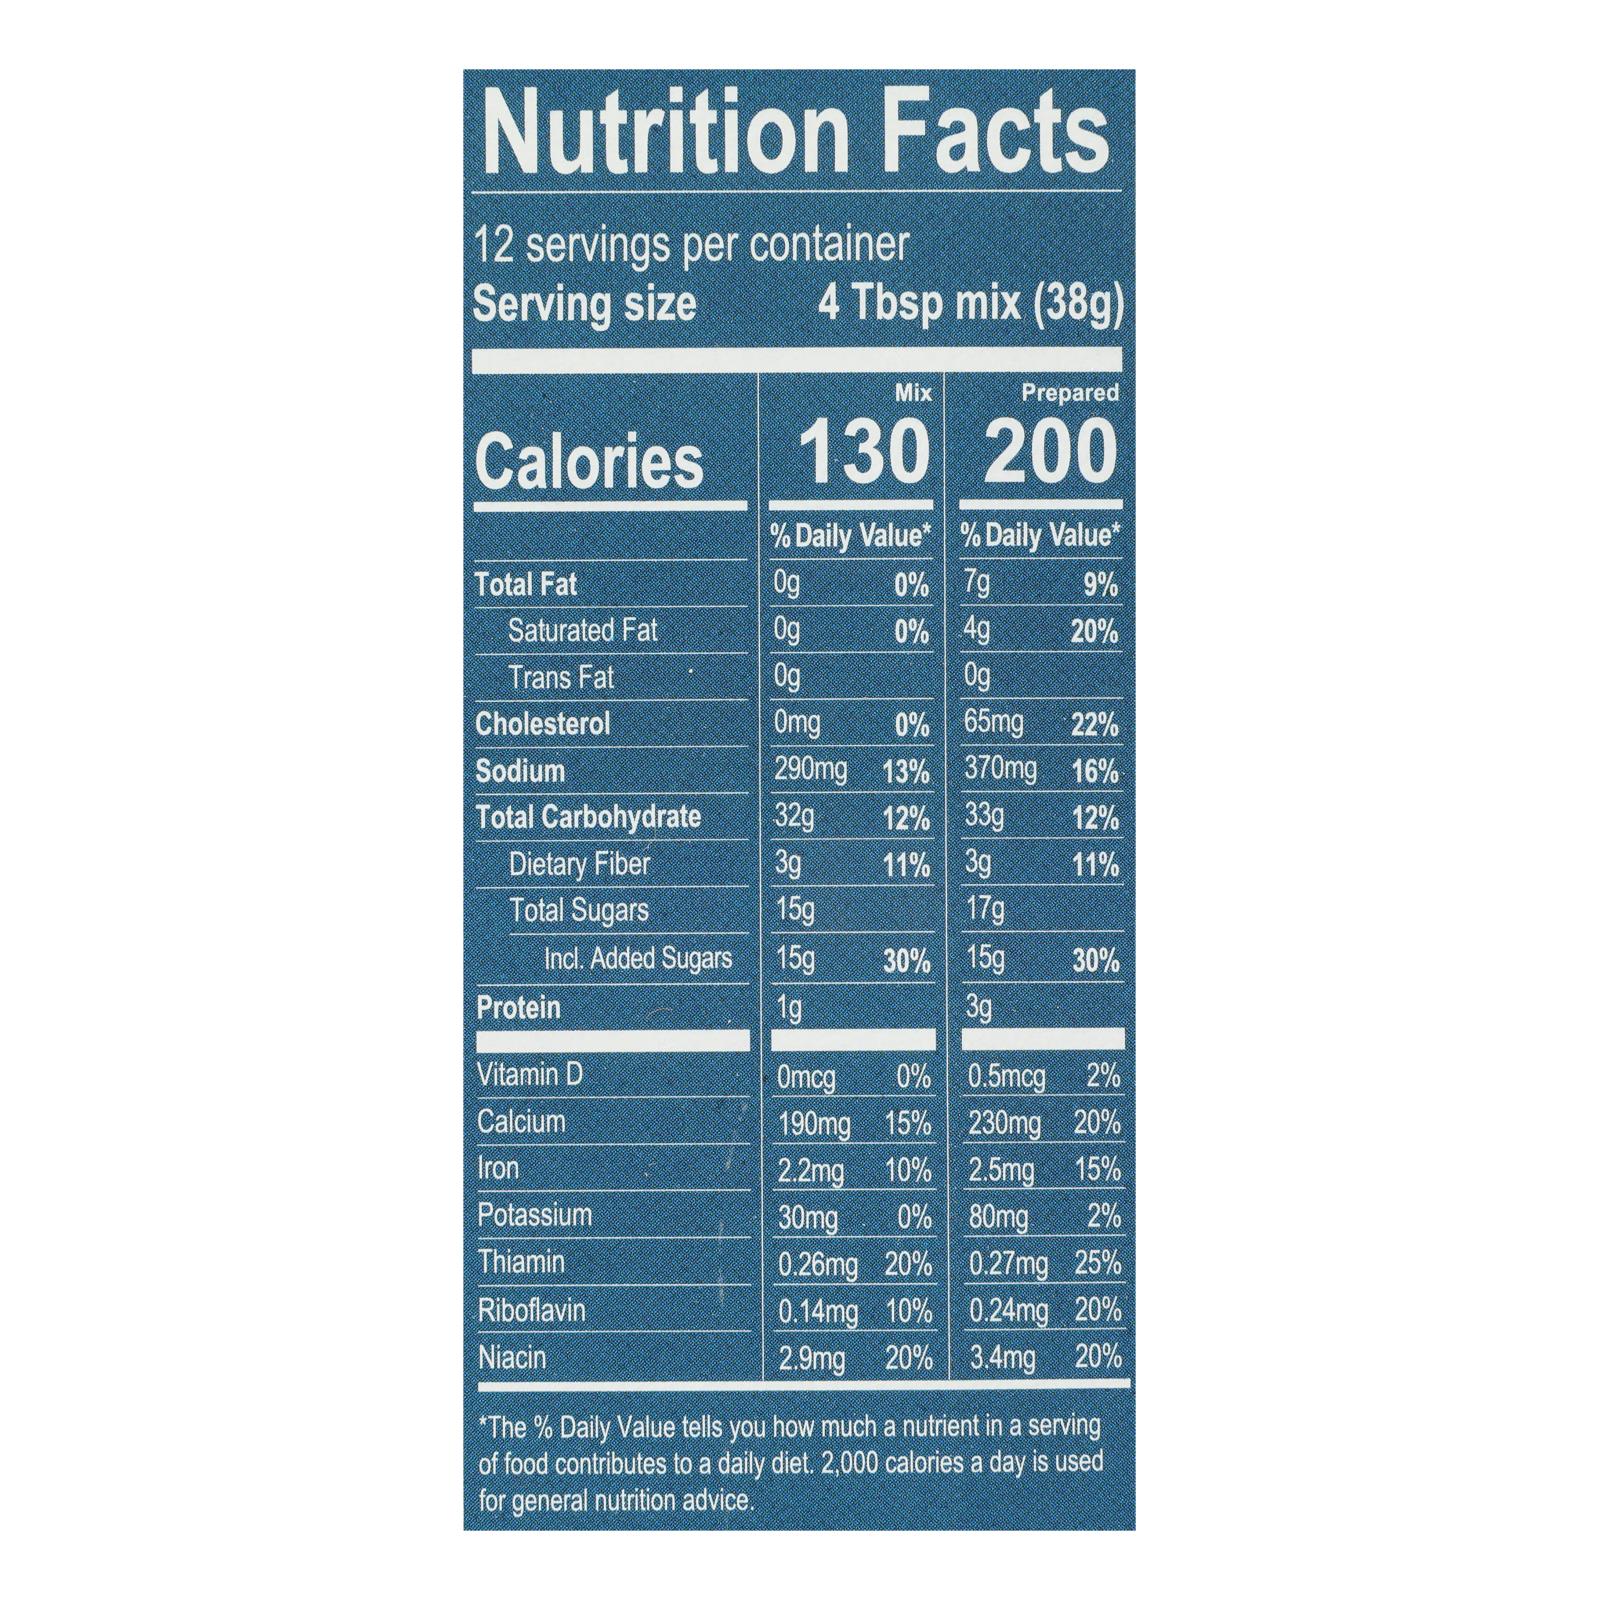 Nutrition Facts
12 servings per container
Serving size 4 Tbsp mix (38g)
Mix Prepared
Calories 130 200
% Daily Value* % Daily Value*
Total Fat 0g 0% 7g 9%
Saturated Fat 0g 0% 4g 20%
Trans Fat 0g 0g
Cholesterol 0mg 0% 65mg 22%
Sodium 290mg 13% 370mg 16%
Total Carbohydrate 32g 12% 33g 12%
Dietary Fiber 3g 11% 3g 11%
Total Sugars 15g 17g
Incl. Added Sugars 15g 30% 15g 30%
Protein 1g 3g
Vitamin D 0mcg 0% 0.5mcg 2%
Calcium 190mg 15% 230mg 20%
Iron 2.2mg 10% 2.5mg 15%
Potassium 30mg 0% 80mg 2%
Thiamin 0.26mg 20% 0.27mg 25%
Riboflavin 0.14mg 10% 0.24mg 20%
Niacin 2.9mg 20% 3.4mg 20%
*The % Daily Value tells you how much a nutrient in a serving
of food contributes to a daily diet. 2,000 calories a day is used
for general nutrition advice.